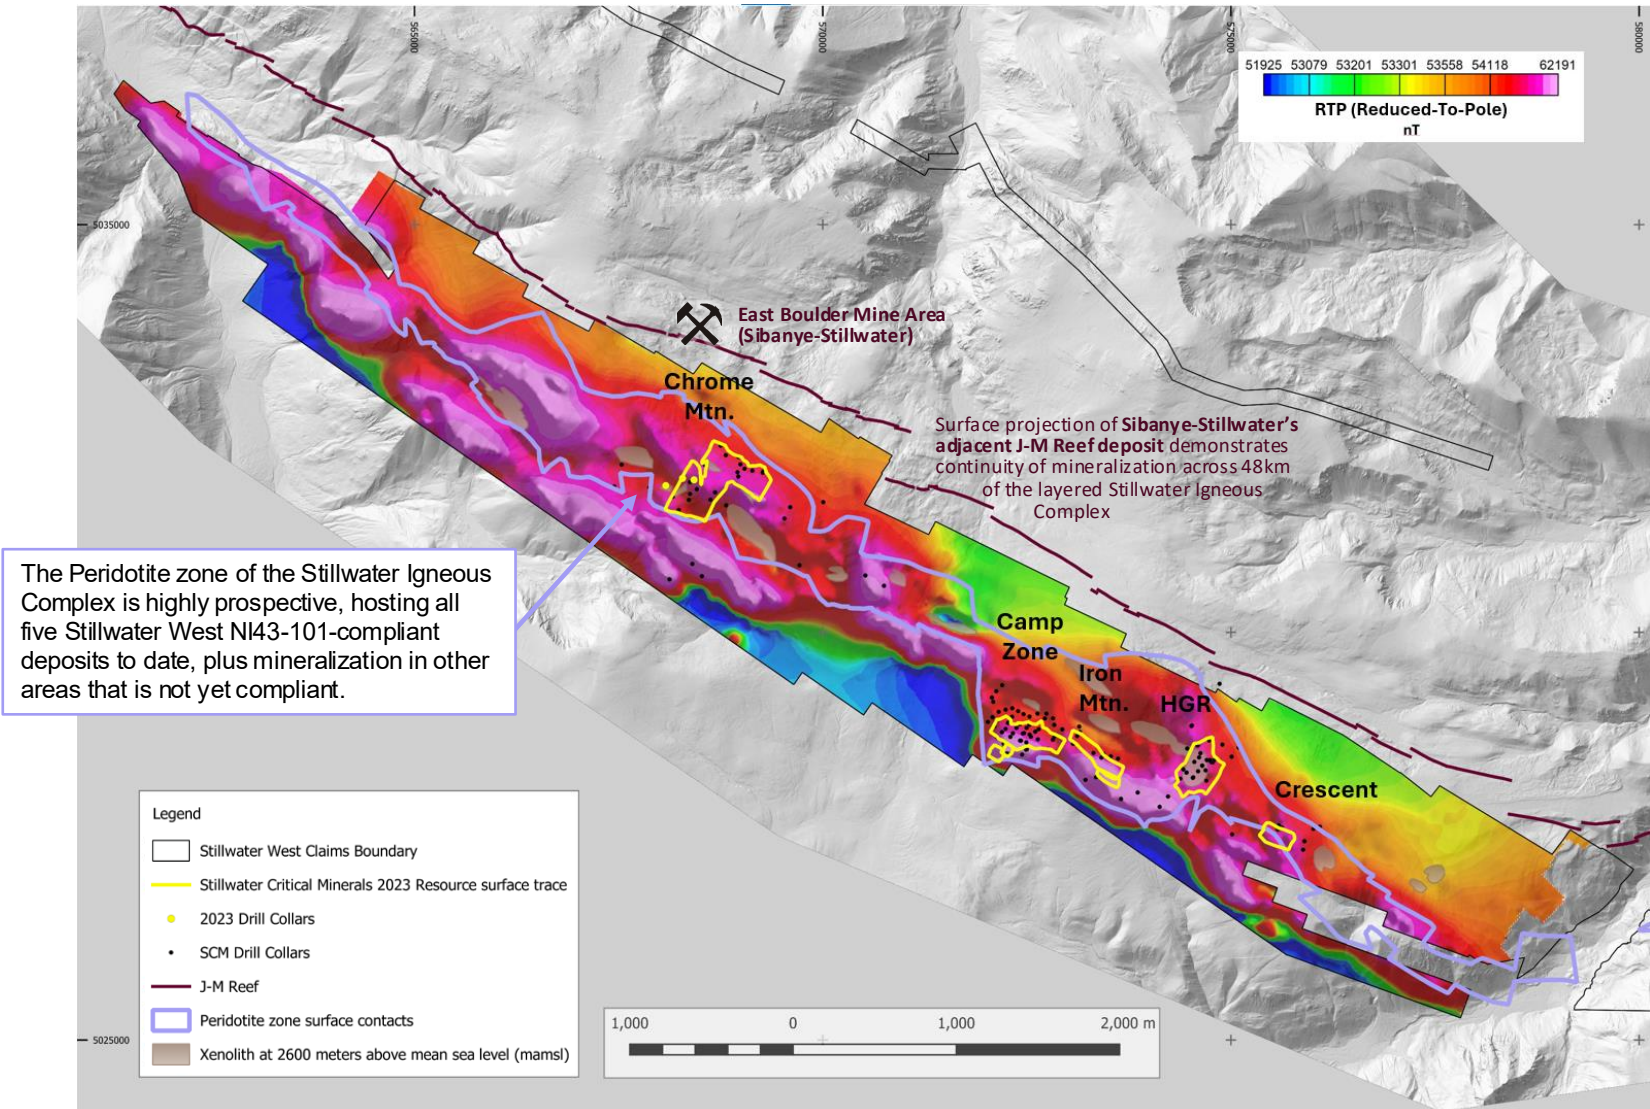 565000
570000
575000
580000
51925 53079 53201 53301 53558 54118 62191
RTP (Reduced-To-Pole)
nT
5035000
East Boulder Mine Area
(Sibanye-Stillwater)
Chrome
Mtn.
Surface projection of Sibanye-Stillwater's
adjacent J-M Reef deposit demonstrates
continuity of mineralization across 48km
of the layered Stillwater Igneous
Complex
The Peridotite zone of the Stillwater Igneous
Complex is highly prospective, hosting all
five Stillwater West NI43-101-compliant
deposits to date, plus mineralization in other
areas that is not yet compliant.
Camp
Zone
Iron
Mtn.
HGR
Crescent
Legend
Stillwater West Claims Boundary
Stillwater Critical Minerals 2023 Resource surface trace
2023 Drill Collars
SCM Drill Collars
J-M Reef
Peridotite zone surface contacts
Xenolith at 2600 meters above mean sea level (mamsl)
1,000 0 1,000 2,000 m
5025000